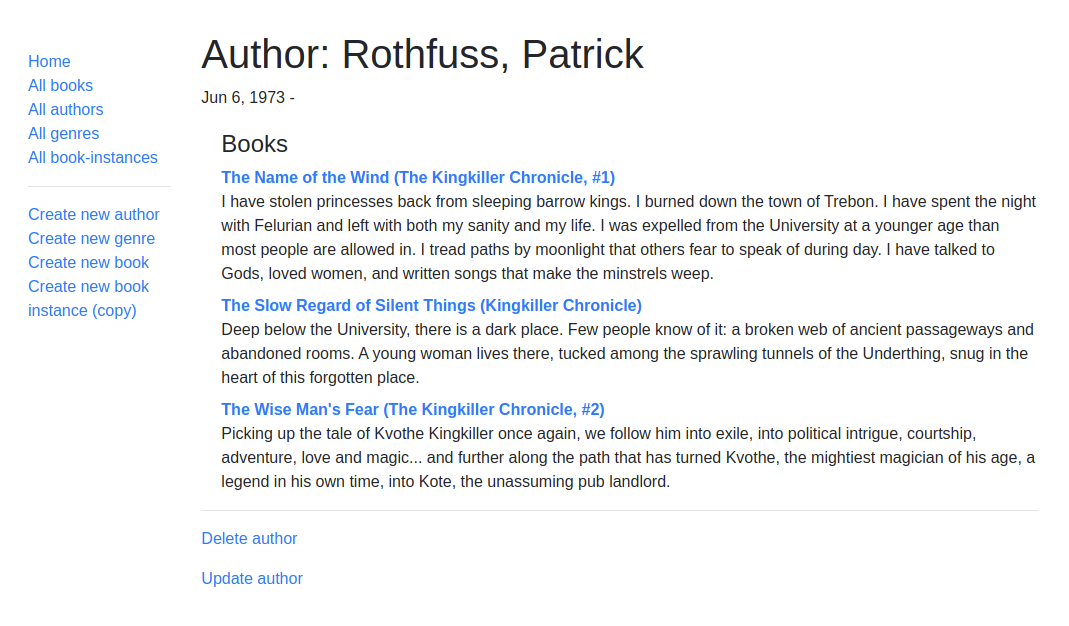 Home
All books
All authors
All genres
All book-instances
Create new author
Create new genre
Create new book
Create new book
instance (copy)
Author: Rothfuss, Patrick
Jun 6, 1973 -
Books
The Name of the Wind (The Kingkiller Chronicle, #1)
I have stolen princesses back from sleeping barrow kings. I burned down the town of Trebon. I have spent the night
with Felurian and left with both my sanity and my life. I was expelled from the University at a younger age than
most people are allowed in. I tread paths by moonlight that others fear to speak of during day. I have talked to
Gods, loved women, and written songs that make the minstrels weep.
The Slow Regard of Silent Things (Kingkiller Chronicle)
Deep below the University, there is a dark place. Few people know of it: a broken web of ancient passageways and
abandoned rooms. A young woman lives there, tucked among the sprawling tunnels of the Underthing, snug in the
heart of this forgotten place.
The Wise Man's Fear (The Kingkiller Chronicle, #2)
Picking up the tale of Kvothe Kingkiller once again, we follow him into exile, into political intrigue, courtship,
adventure, love and magic... and further along the path that has turned Kvothe, the mightiest magician of his age, a
legend in his own time, into Kote, the unassuming pub landlord.
Delete author
Update author